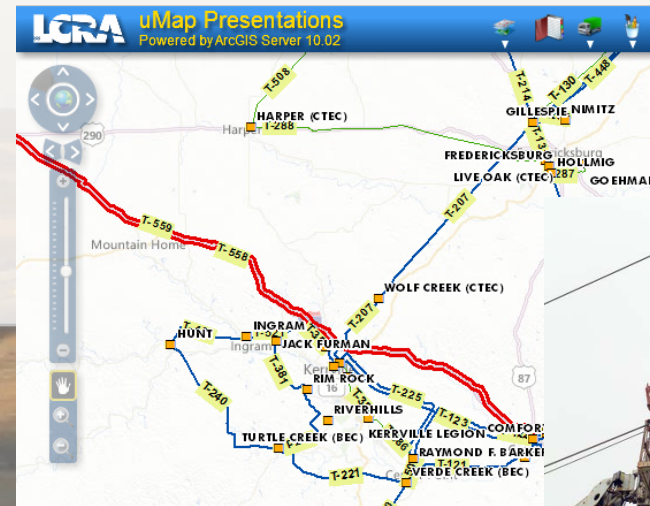 LCRA
uMap Presentations
Powered by ArcGIS Server 10.02
T-508
T-214
T-130
T-448
HARPER (CTEC)
Harper
T-288
GILLESPIE
NIMITZ
290
FREDERICKSBURG
HOLLMIG
LIVE OAK (CTEC)
287
T-207
T-559
Mountain Home
T-558
WOLF CREEK (CTEC)
T-207
HUNT
INGRAM
Ingram
JACK FURMAN
T-381
RIM ROCK
16
87
T-240
T-225
RIVERHILLS
T-123
TURTLE CREEK (BEC)
KERRVILLE LEGION
RAYMOND F. BARKER
T-121
T-221
VERDE CREEK (BEC)